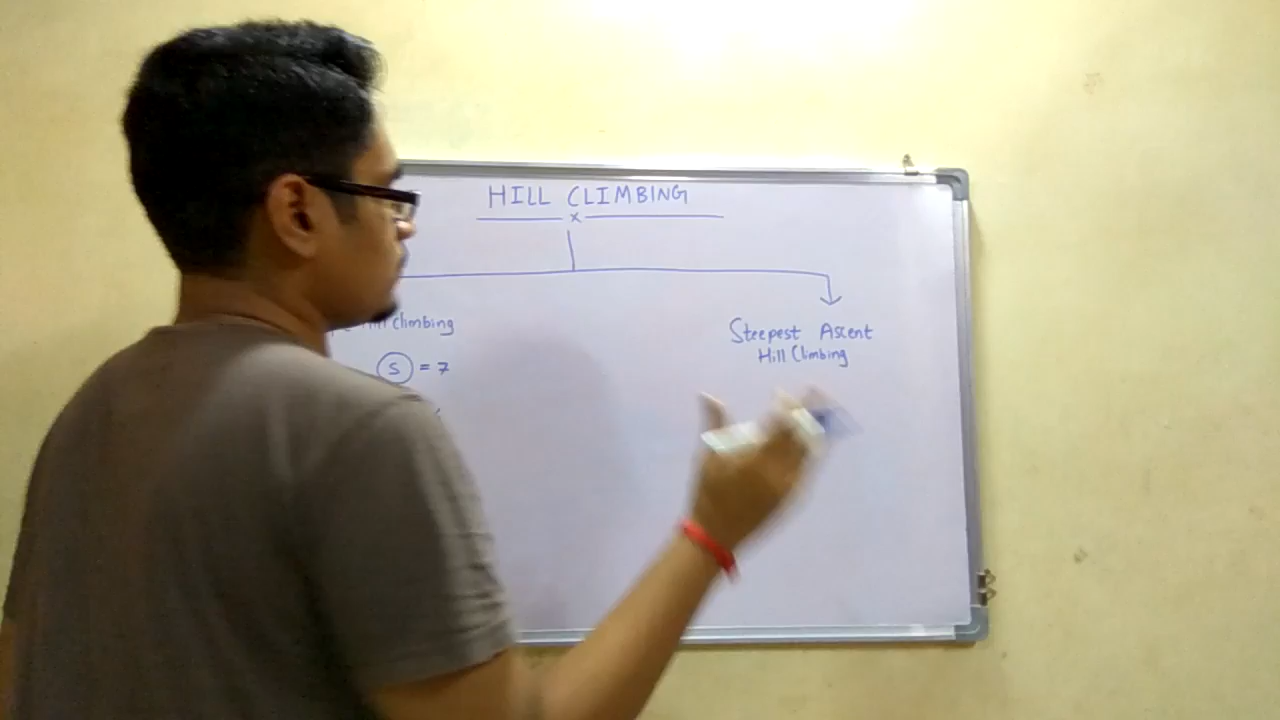 HILL CLIMBING
x
Hill climbing
S = 7
Steepest Ascent
Hill Climbing